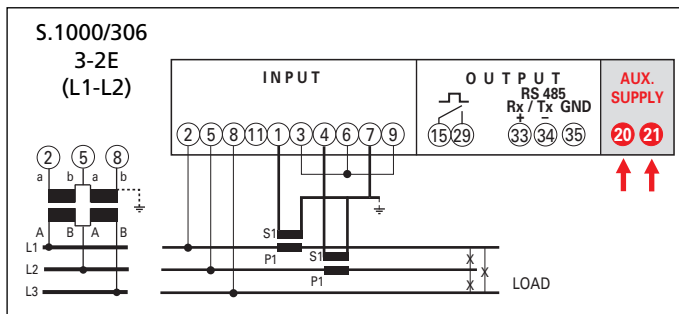 S.1000/306
3-2E
(L1-L2)
INPUT
OUTPUT
RS 485
Rx / Tx GND
+ −
AUX.
SUPPLY
2 5 8 11 1 3 4 6 7 9
15 29 33 34 35
20 21
2 5 8
a b a b
A B A B
S1
P1
S1
P1
L1
L2
L3
X
X
X
LOAD